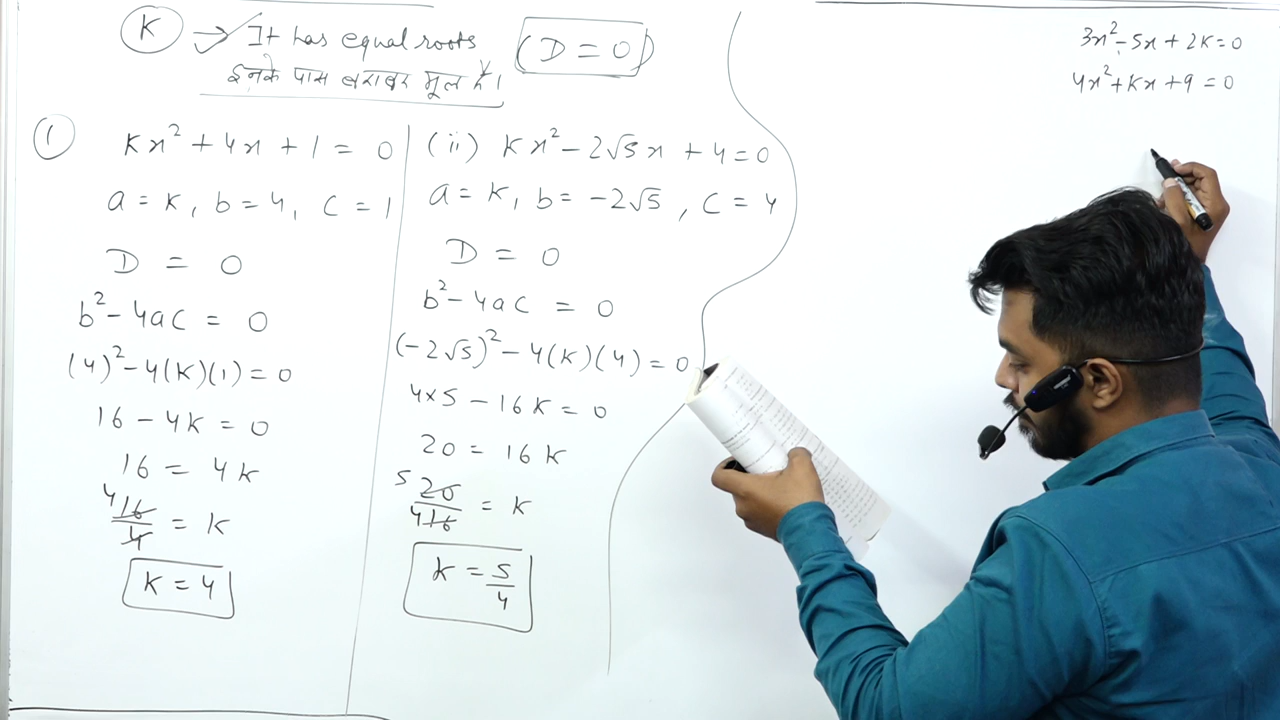 K → It has equal roots (D = 0)
इनके पास बराबर मूल है।
① Kx² + 4x + 1 = 0
a = K, b = 4, C = 1
D = 0
b² - 4ac = 0
(4)² - 4(K)(1) = 0
16 - 4K = 0
16 = 4K
4 16/4 = K
K = 4
(ii) Kx² - 2√5x + 4 = 0
a = K, b = -2√5, C = 4
D = 0
b² - 4ac = 0
(-2√5)² - 4(K)(4) = 0
4×5 - 16K = 0
20 = 16K
5 20/4 16 = K
K = 5/4
3x² - 5x + 2K = 0
4x² + Kx + 9 = 0